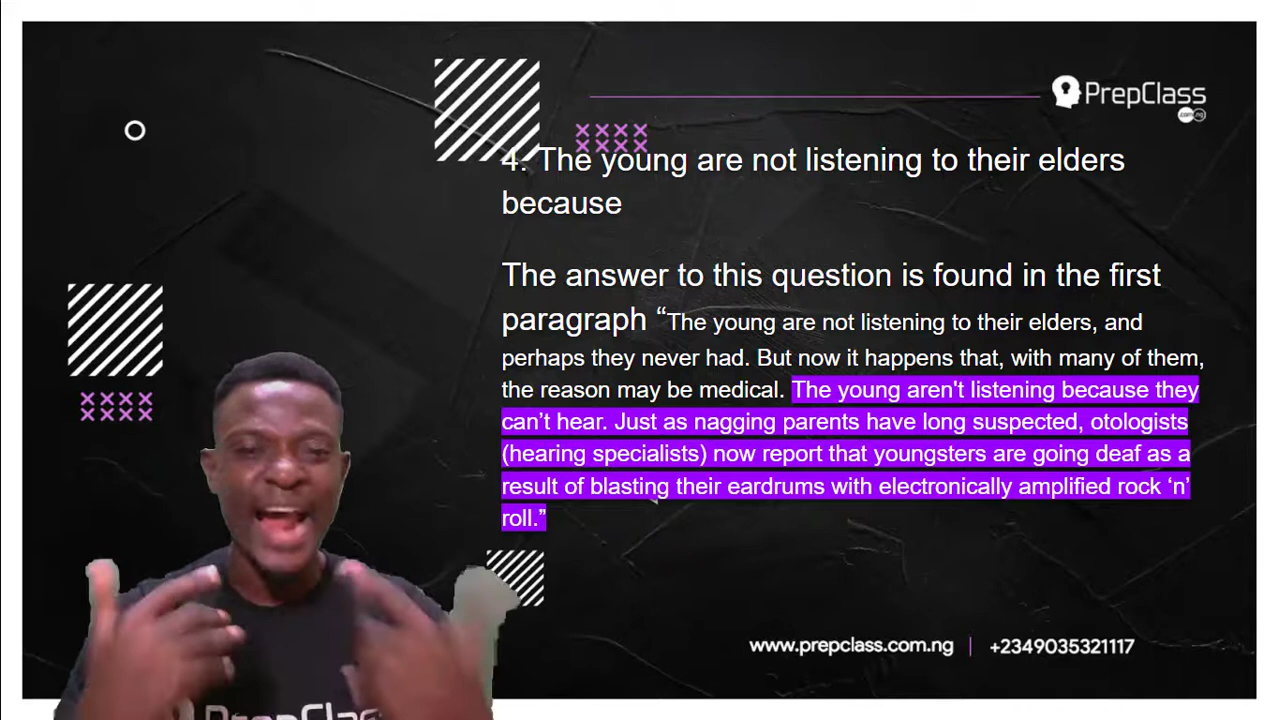 PrepClass
.com.ng
4. The young are not listening to their elders
because
The answer to this question is found in the first
paragraph “The young are not listening to their elders, and
perhaps they never had. But now it happens that, with many of them,
the reason may be medical. The young aren't listening because they
can’t hear. Just as nagging parents have long suspected, otologists
(hearing specialists) now report that youngsters are going deaf as a
result of blasting their eardrums with electronically amplified rock ‘n’
roll.”
www.prepclass.com.ng | +2349035321117
PrepClas